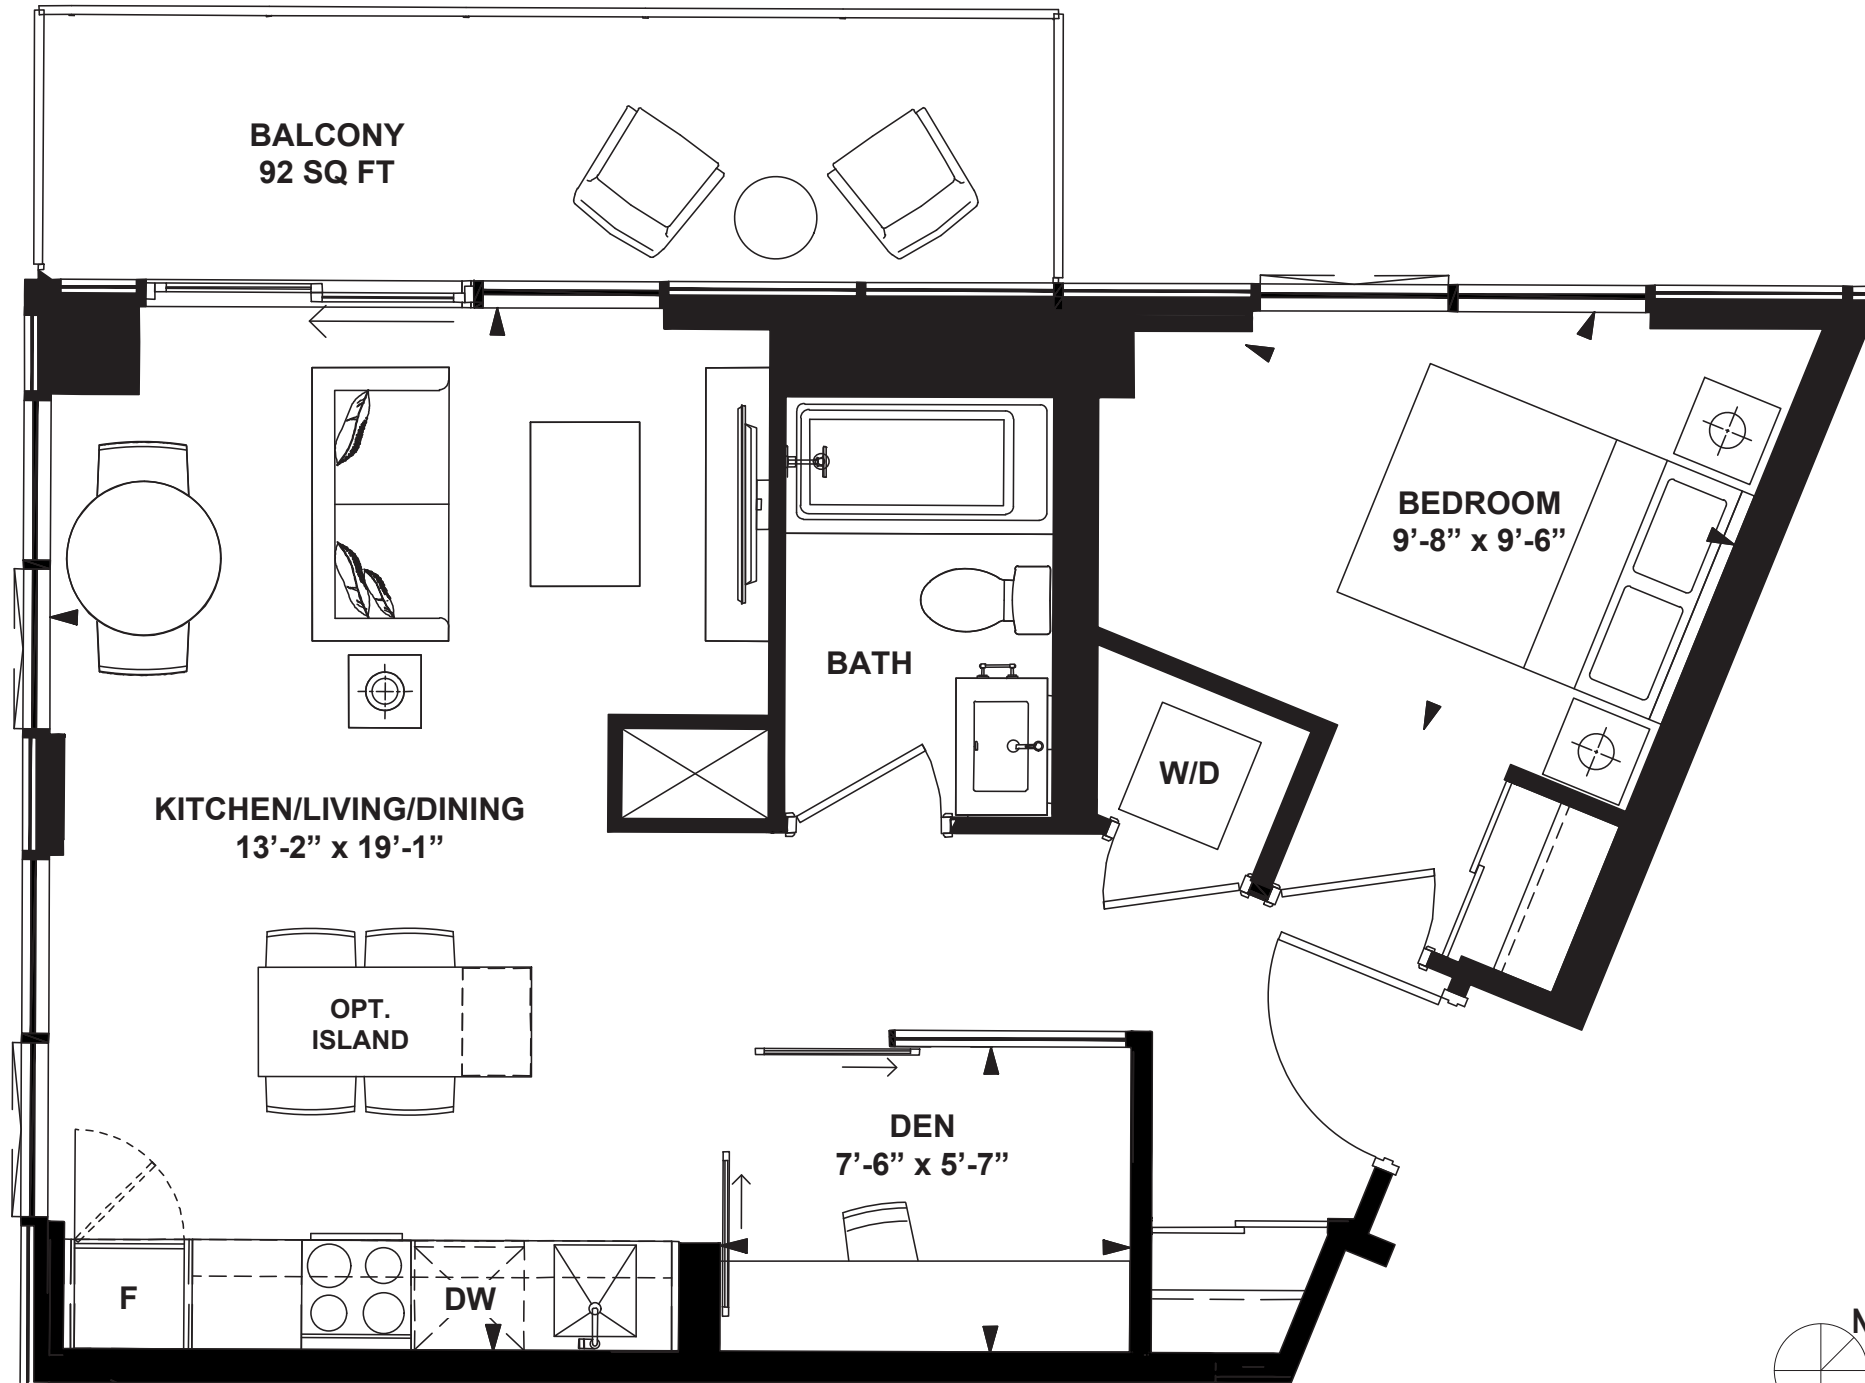 BALCONY
92 SQ FT
BEDROOM
9’-8” x 9’-6”
BATH
W/D
KITCHEN/LIVING/DINING
13’-2” x 19’-1”
OPT.
ISLAND
DEN
7’-6” x 5’-7”
F
DW
N